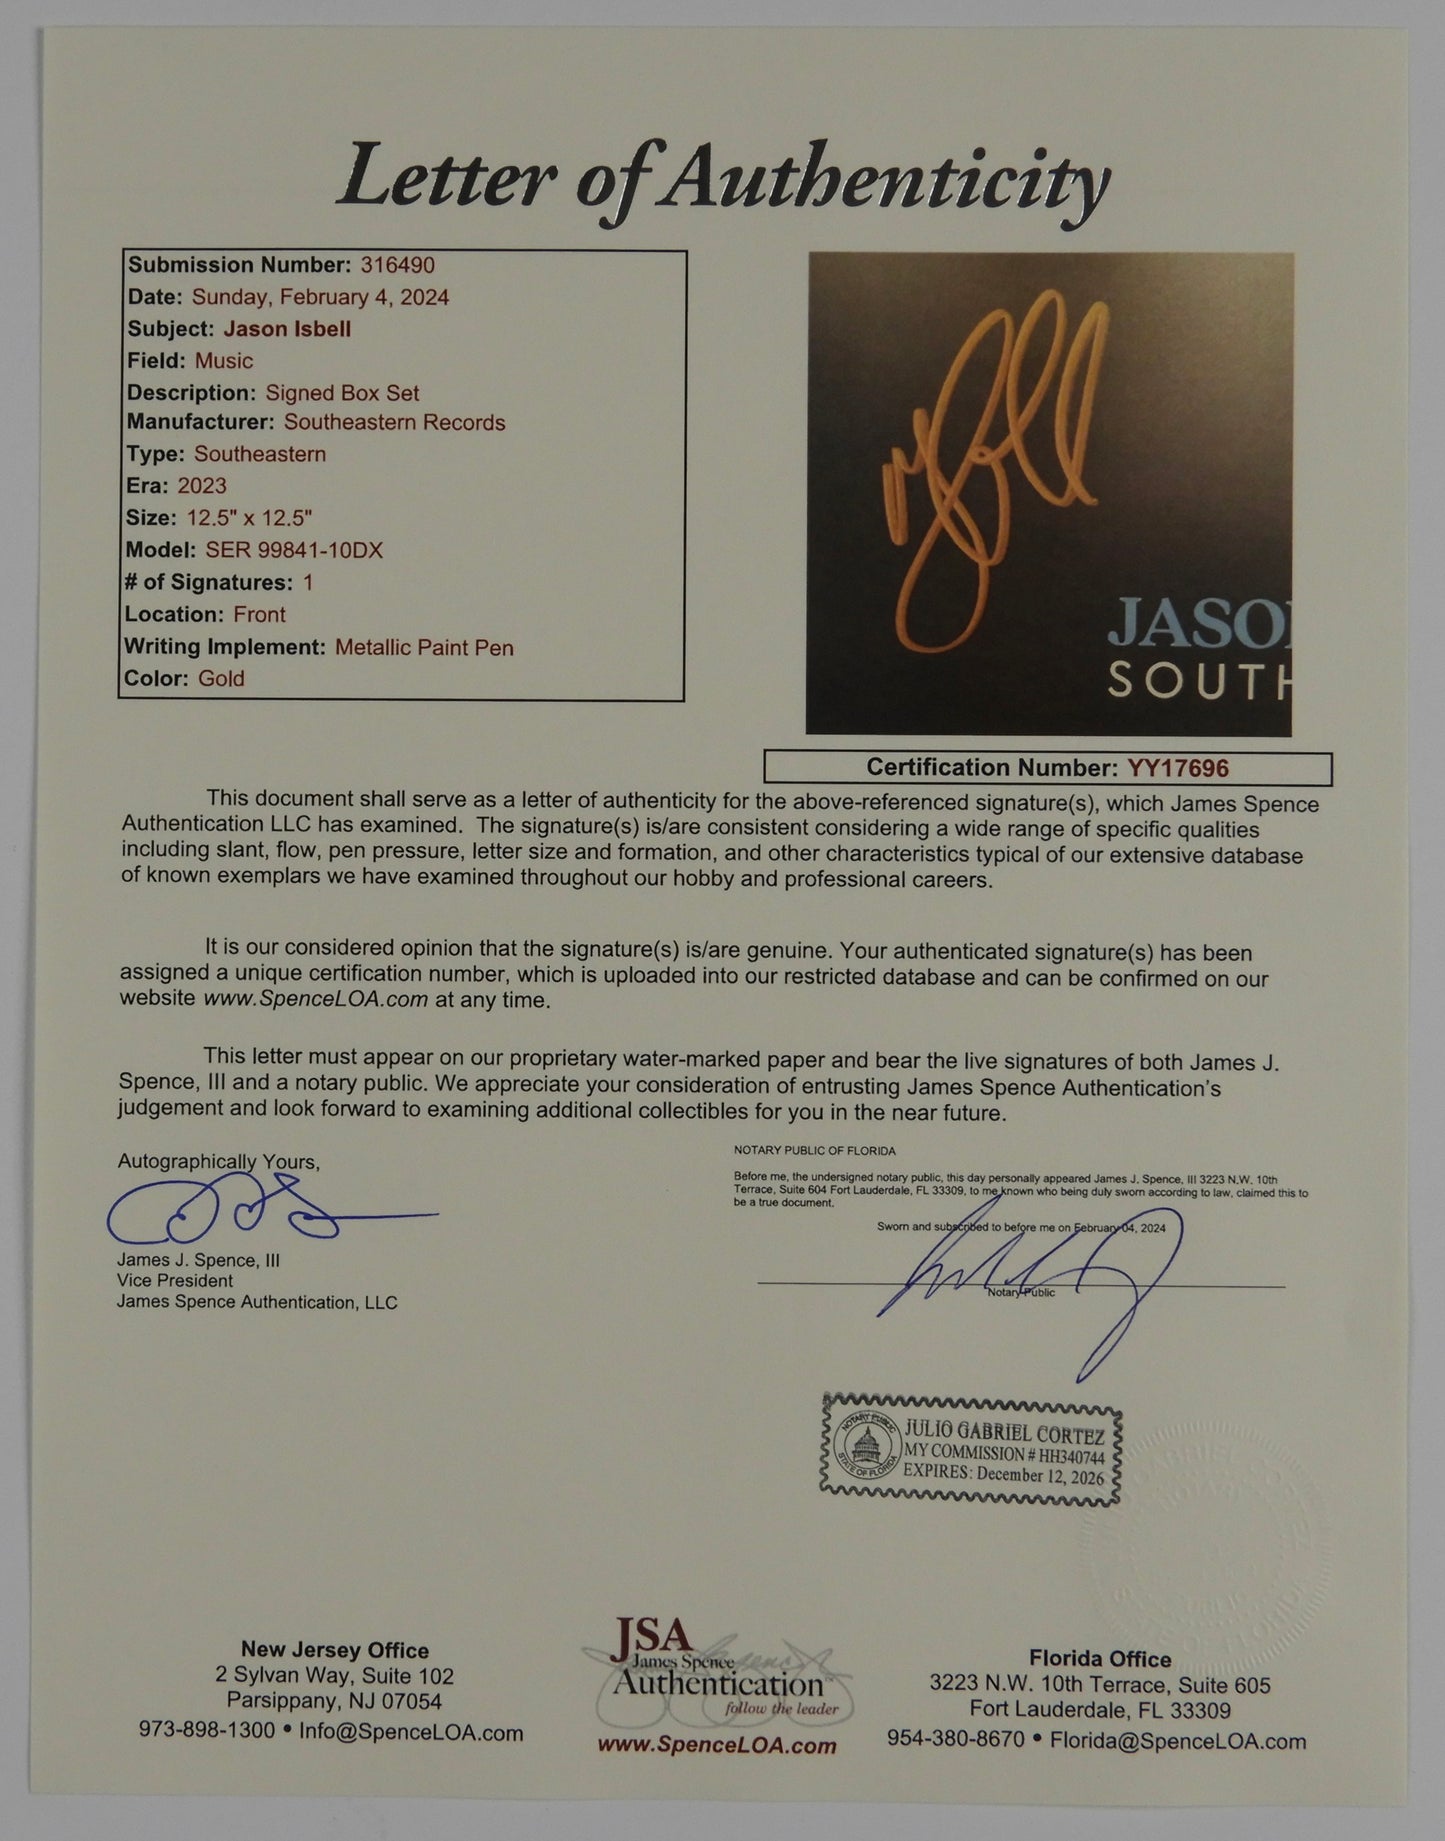 Letter of Authenticity
Submission Number: 316490
Date: Sunday, February 4, 2024
Subject: Jason Isbell
Field: Music
Description: Signed Box Set
Manufacturer: Southeastern Records
Type: Southeastern
Era: 2023
Size: 12.5" x 12.5"
Model: SER 99841-10DX
# of Signatures: 1
Location: Front
Writing Implement: Metallic Paint Pen
Color: Gold
JASO
SOUTH
Certification Number: YY17696
This document shall serve as a letter of authenticity for the above-referenced signature(s), which James Spence
Authentication LLC has examined. The signature(s) is/are consistent considering a wide range of specific qualities
including slant, flow, pen pressure, letter size and formation, and other characteristics typical of our extensive database
of known exemplars we have examined throughout our hobby and professional careers.
It is our considered opinion that the signature(s) is/are genuine. Your authenticated signature(s) has been
assigned a unique certification number, which is uploaded into our restricted database and can be confirmed on our
website www.SpenceLOA.com at any time.
This letter must appear on our proprietary water-marked paper and bear the live signatures of both James J.
Spence, III and a notary public. We appreciate your consideration of entrusting James Spence Authentication's
judgement and look forward to examining additional collectibles for you in the near future.
Autographically Yours,
James J. Spence, III
Vice President
James Spence Authentication, LLC
NOTARY PUBLIC OF FLORIDA
Before me, the undersigned notary public, this day personally appeared James J. Spence, III 3223 N.W. 10th
Terrace, Suite 604 Fort Lauderdale, FL 33309, to me known who being duly sworn according to law, claimed this to
be a true document.
Sworn and subscribed to before me on February 04, 2024
Notary Public
NOTARY PUBLIC
STATE OF FLORIDA
JULIO GABRIEL CORTEZ
MY COMMISSION # HH340744
EXPIRES: December 12, 2026
New Jersey Office
2 Sylvan Way, Suite 102
Parsippany, NJ 07054
973-898-1300 • Info@SpenceLOA.com
JSA
James Spence
Authentication™
follow the leader
www.SpenceLOA.com
Florida Office
3223 N.W. 10th Terrace, Suite 605
Fort Lauderdale, FL 33309
954-380-8670 • Florida@SpenceLOA.com